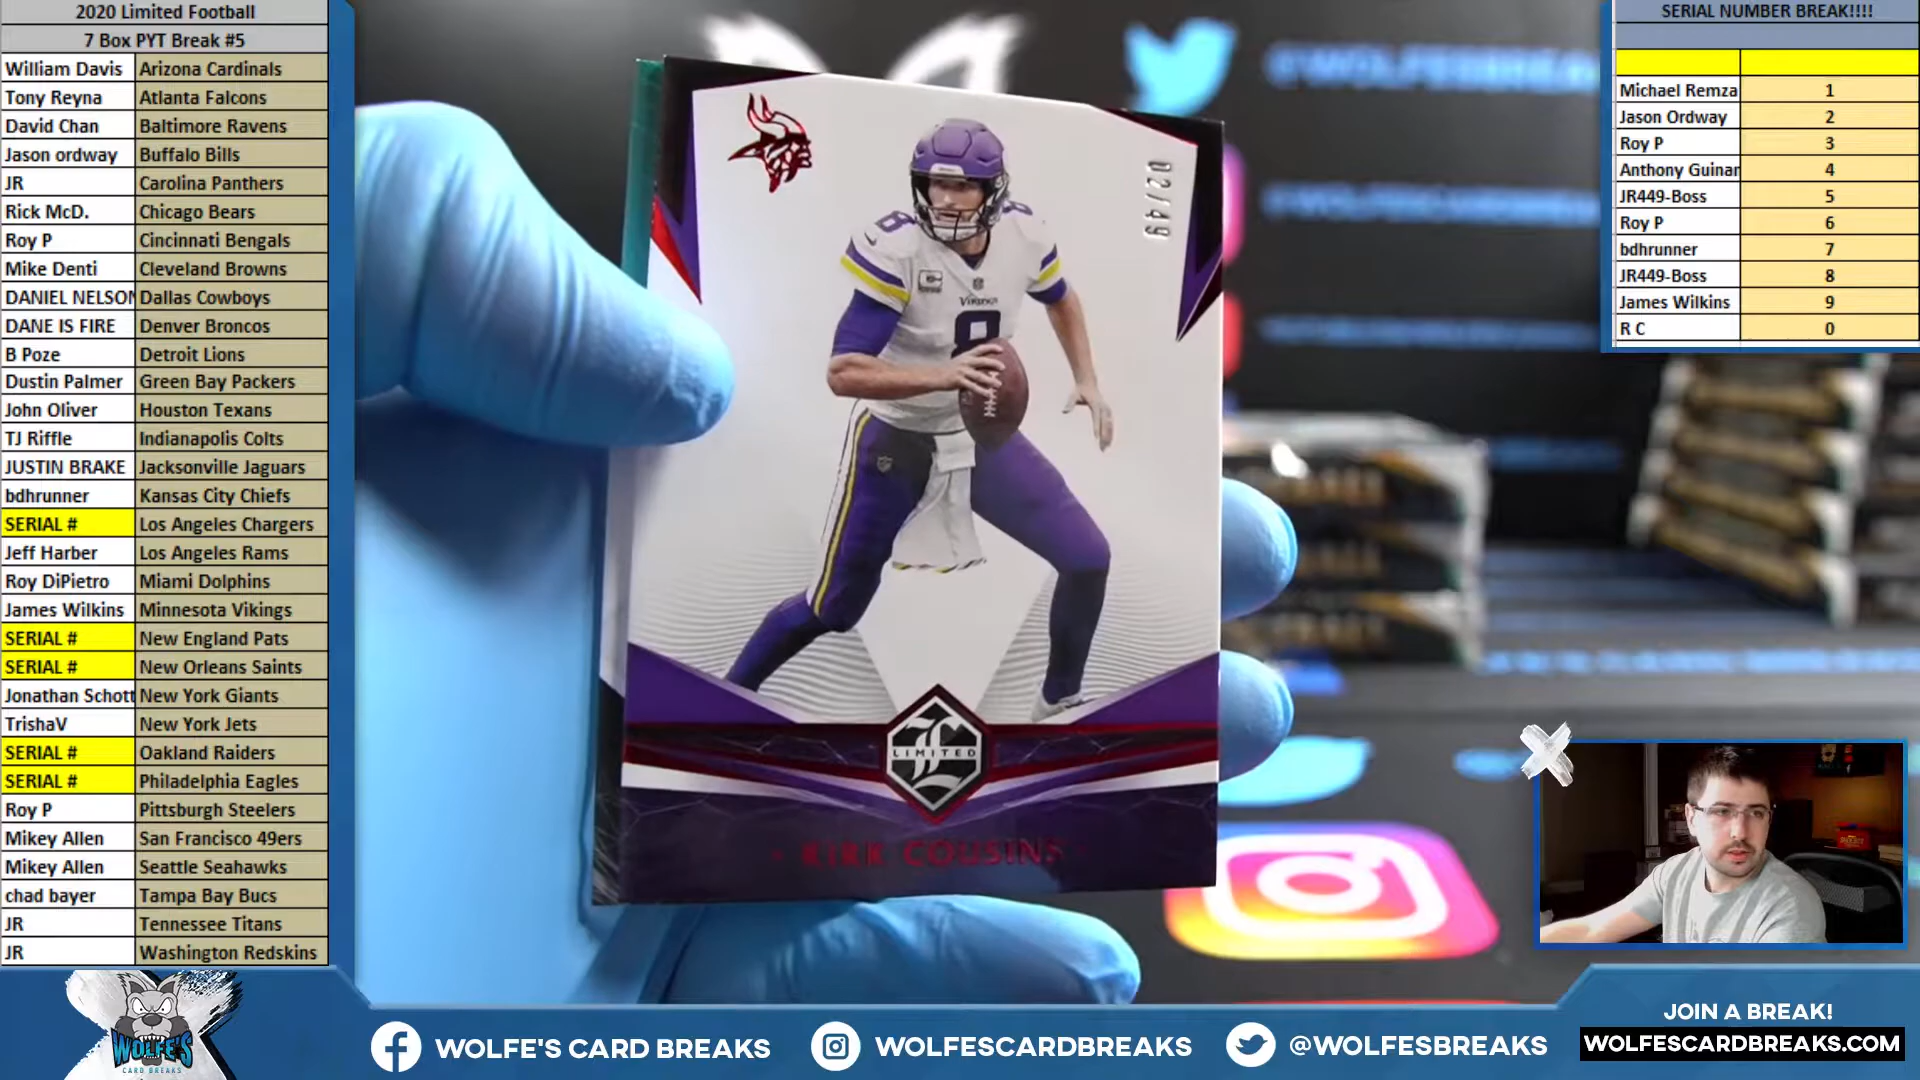 2020 Limited Football
7 Box PYT Break #5
William Davis Arizona Cardinals
Tony Reyna Atlanta Falcons
David Chan Baltimore Ravens
Jason ordway Buffalo Bills
JR Carolina Panthers
Rick McD. Chicago Bears
Roy P Cincinnati Bengals
Mike Denti Cleveland Browns
DANIEL NELSON Dallas Cowboys
DANE IS FIRE Denver Broncos
B Poze Detroit Lions
Dustin Palmer Green Bay Packers
John Oliver Houston Texans
TJ Riffle Indianapolis Colts
JUSTIN BRAKE Jacksonville Jaguars
bdhrunner Kansas City Chiefs
SERIAL # Los Angeles Chargers
Jeff Harber Los Angeles Rams
Roy DiPietro Miami Dolphins
James Wilkins Minnesota Vikings
SERIAL # New England Pats
SERIAL # New Orleans Saints
Jonathan Schott New York Giants
TrishaV New York Jets
SERIAL # Oakland Raiders
SERIAL # Philadelphia Eagles
Roy P Pittsburgh Steelers
Mikey Allen San Francisco 49ers
Mikey Allen Seattle Seahawks
chad bayer Tampa Bay Bucs
JR Tennessee Titans
JR Washington Redskins
02/49
8
VIKINGS
8
LIMITED
KIRK COUSINS
SERIAL NUMBER BREAK!!!!
Michael Remza 1
Jason Ordway 2
Roy P 3
Anthony Guinar 4
JR449-Boss 5
Roy P 6
bdhrunner 7
JR449-Boss 8
James Wilkins 9
R C 0
@WOLFESBREAKS
WOLFE'S
CARD BREAKS
WOLFE'S CARD BREAKS
WOLFESCARDBREAKS
@WOLFESBREAKS
JOIN A BREAK!
WOLFESCARDBREAKS.COM